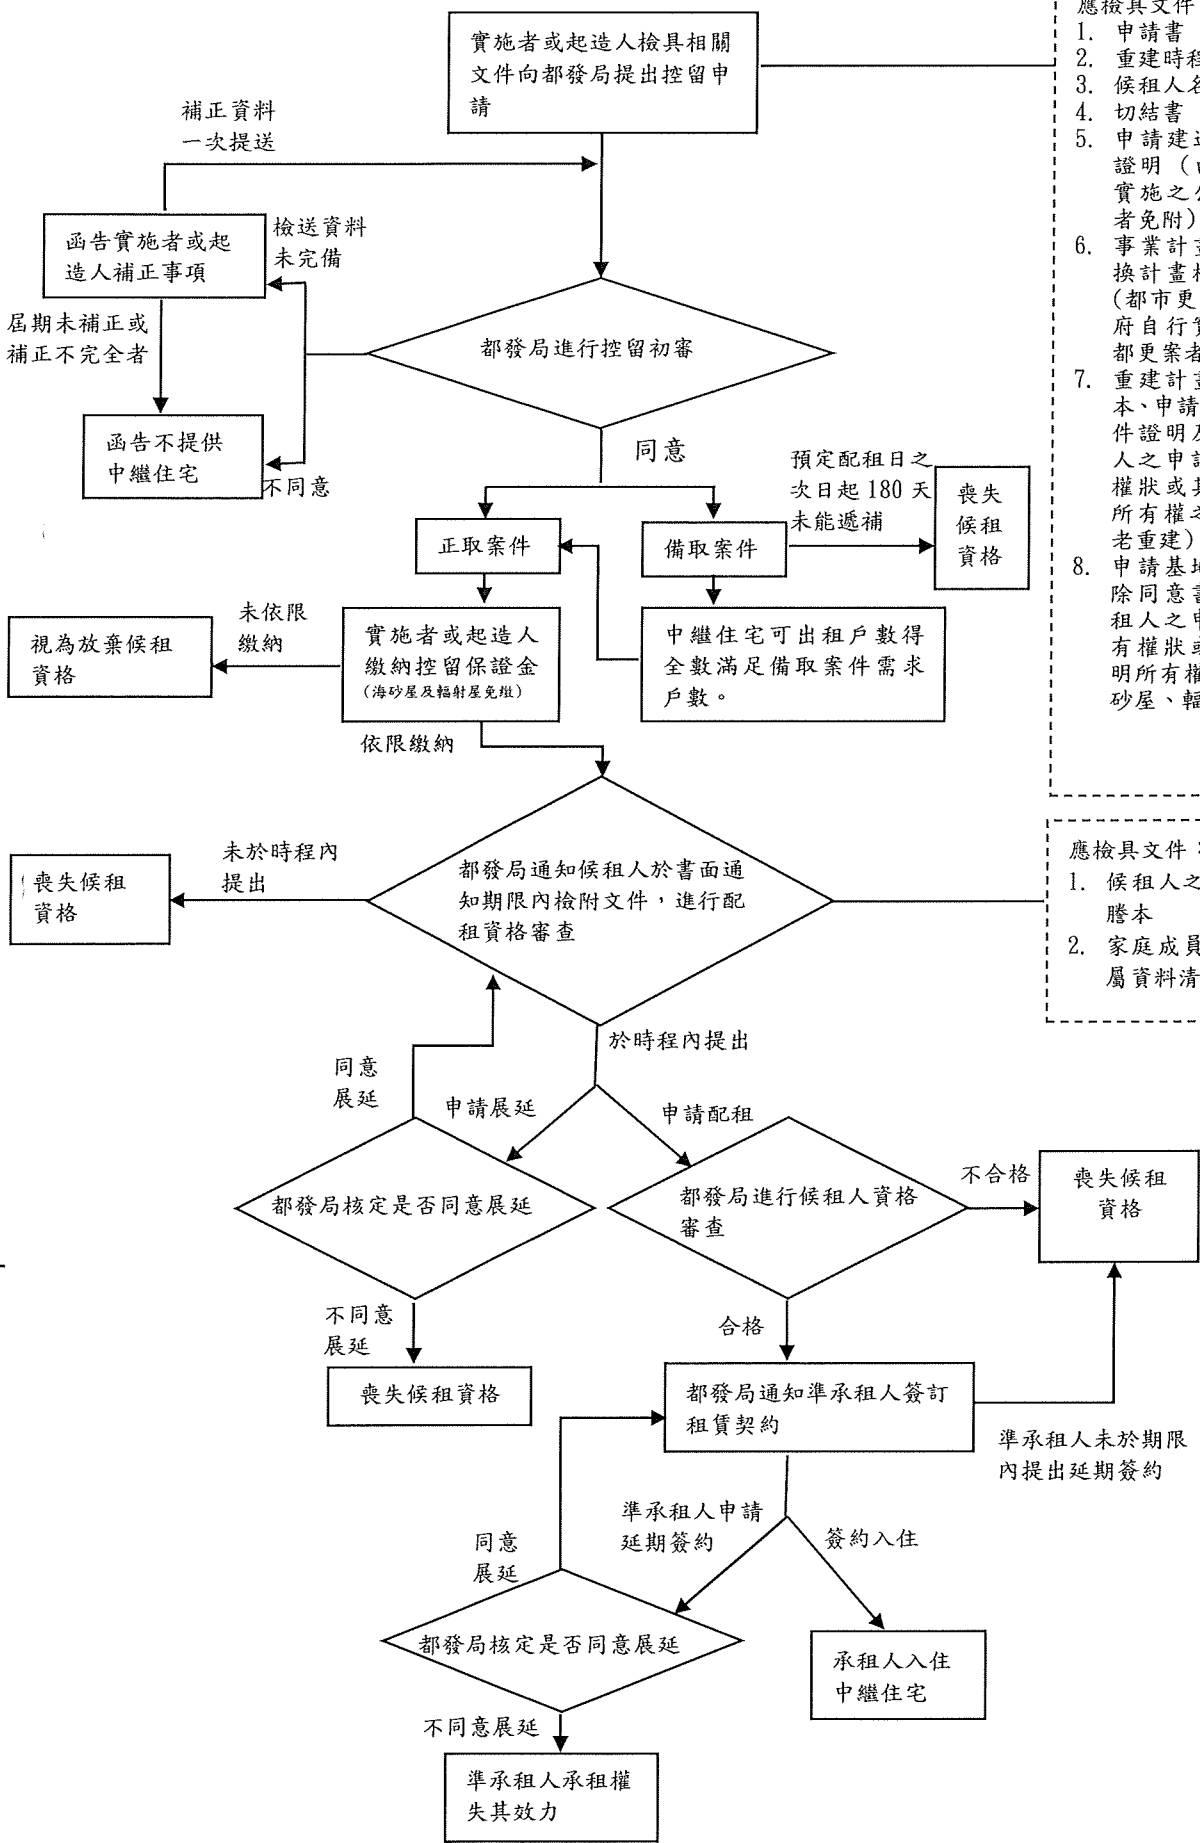 實施者或起造人檢具相關
文件向都發局提出控留申
請
應檢具文件
1. 申請書
2. 重建時程
3. 候租人名
4. 切結書
5. 申請建
證明（
實施之
者免附）
6. 事業計
換計畫
(都市更
府自行
都更案者
7. 重建計
本、申請
件證明及
人之申請
權狀或其
所有權之
老重建）
8. 申請基地
除同意書
租人之申
有權狀或
明所有權
砂屋、輻
補正資料
一次提送
函告實施者或起
造人補正事項
檢送資料
未完備
屆期未補正或
補正不完全者
都發局進行控留初審
函告不提供
中繼住宅
不同意
同意
預定配租日之
次日起 180 天
未能遞補
喪失
候租
資格
正取案件
備取案件
未依限
繳納
視為放棄候租
資格
實施者或起造人
繳納控留保證金
(海砂屋及輻射屋免繳)
中繼住宅可出租戶數得
全數滿足備取案件需求
戶數。
依限繳納
未於時程內
提出
喪失候租
資格
都發局通知候租人於書面通
知期限內檢附文件，進行配
租資格審查
應檢具文件：
1. 候租人之
謄本
2. 家庭成員
屬資料清
於時程內提出
同意
展延
申請展延
申請配租
都發局核定是否同意展延
都發局進行候租人資格
審查
不合格
喪失候租
資格
不同意
展延
合格
喪失候租資格
都發局通知準承租人簽訂
租賃契約
準承租人未於期限
內提出延期簽約
準承租人申請
延期簽約
簽約入住
同意
展延
都發局核定是否同意展延
承租人入住
中繼住宅
不同意展延
準承租人承租權
失其效力